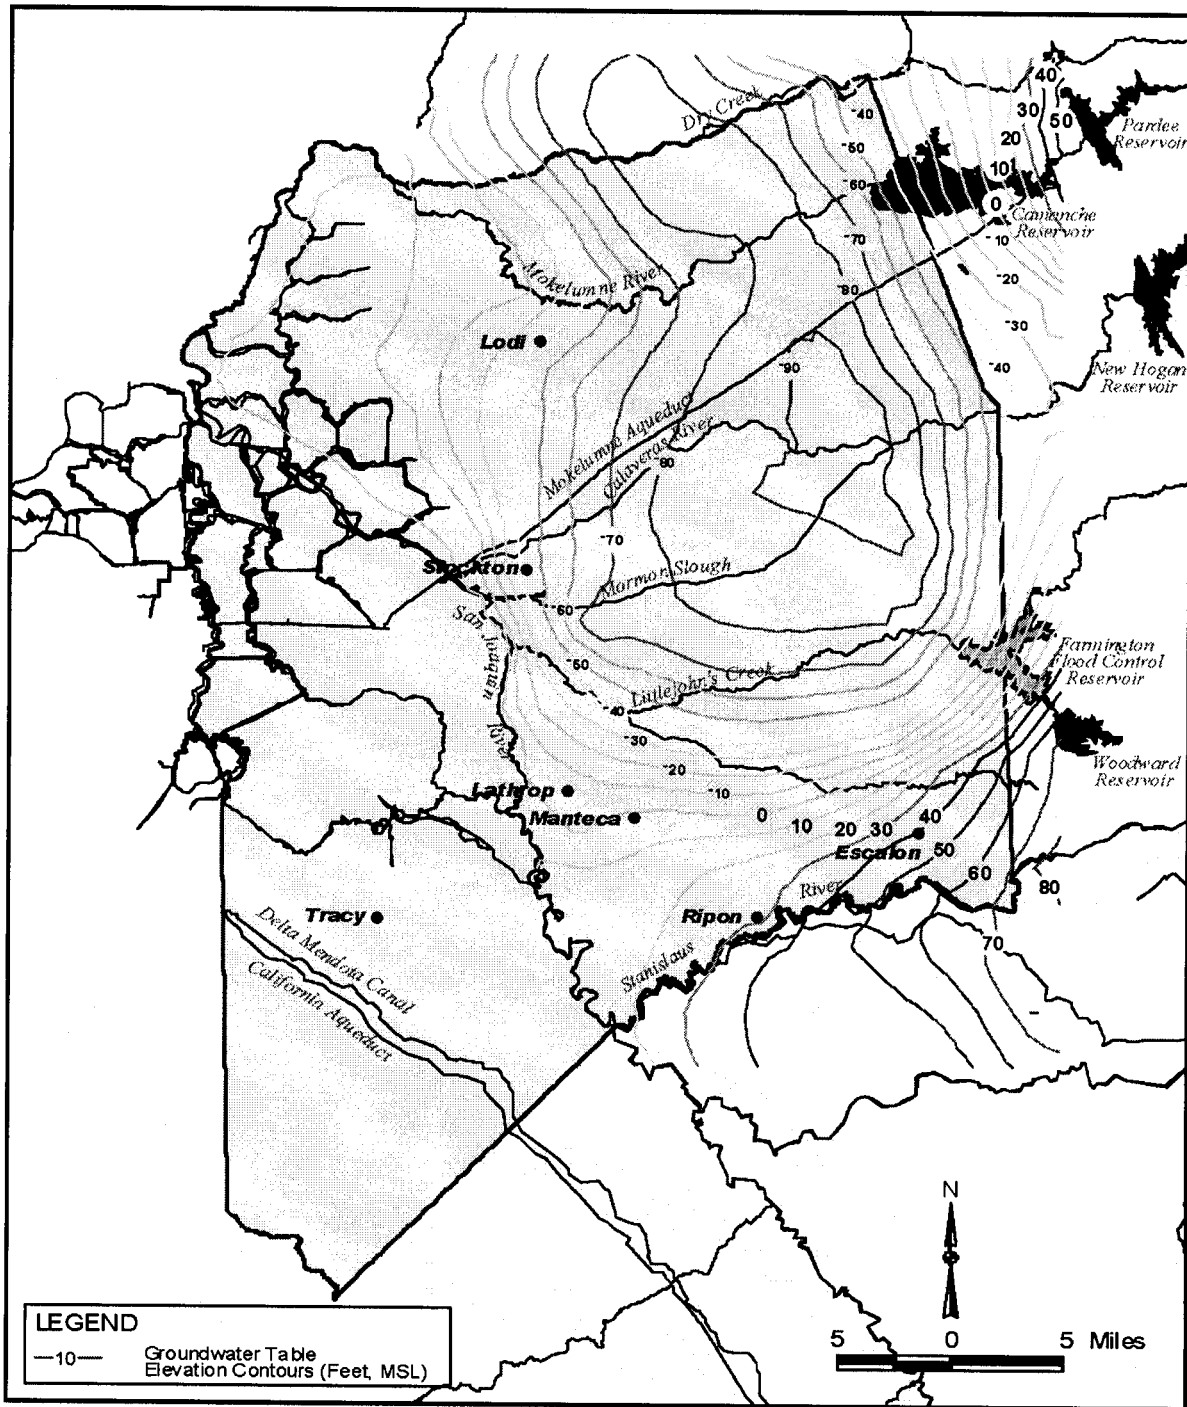 40
30
50
20
10
0
Pardee
Reservoir
Camanche
Reservoir
-10
-20
-30
-40
New Hogan
Reservoir
Dry Creek
-40
-50
-60
-70
-80
-90
Mokelumne River
Lodi
Mokelumne Aqueduct
Calaveras River
-80
-70
Stockton
Mormon Slough
-60
San Joaquin River
-50
Littlejohn's Creek
-40
-30
-20
-10
0
10
20
30
40
50
60
70
80
Farmington
Flood Control
Reservoir
Woodward
Reservoir
Lathrop
Manteca
Escalon
Ripon
Stanislaus River
Tracy
Delta Mendota Canal
California Aqueduct
N
5 0 5 Miles
LEGEND
—10— Groundwater Table
Elevation Contours (Feet, MSL)